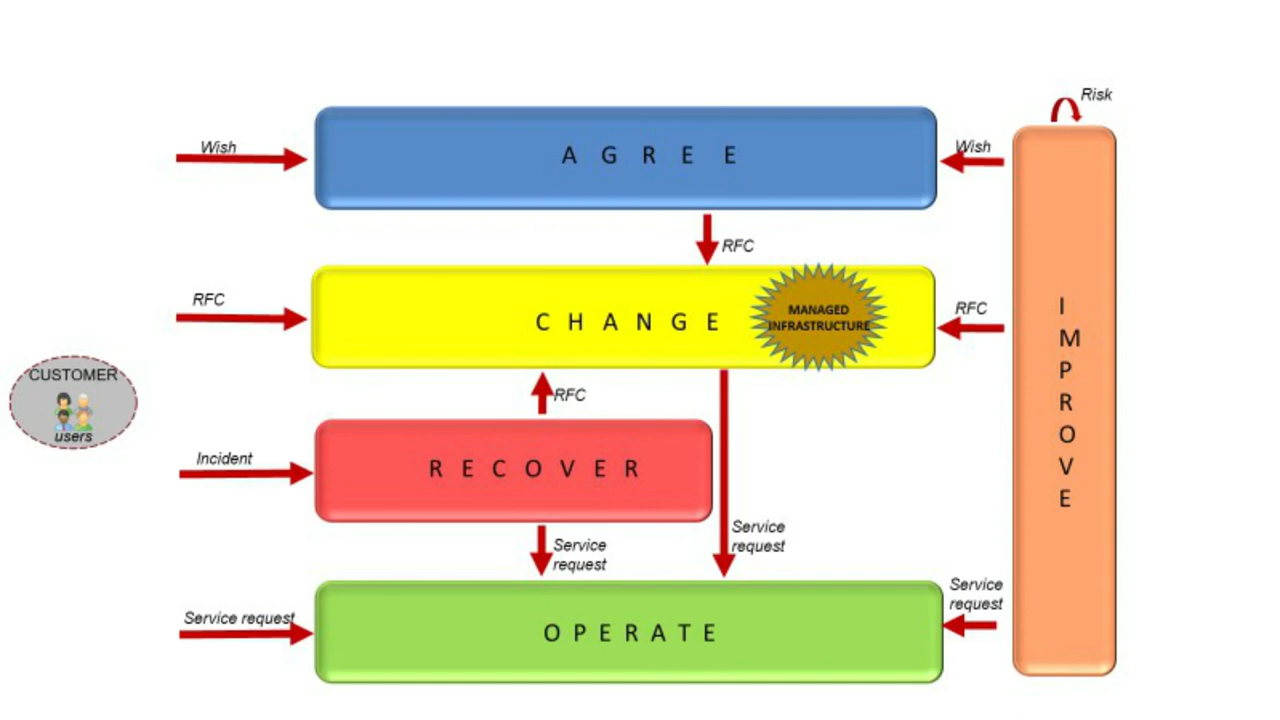 Risk
Wish
A G R E E
Wish
RFC
RFC
C H A N G E
MANAGED
INFRASTRUCTURE
RFC
CUSTOMER
users
RFC
Incident
R E C O V E R
Service
request
Service
request
Service request
O P E R A T E
Service
request
I
M
P
R
O
V
E